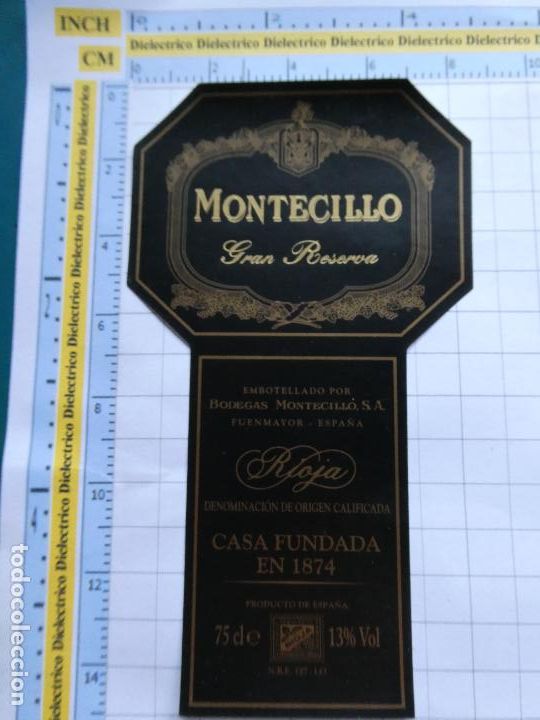 INCH
CM
Dielectrico Dielectrico Dielectrico Dielectrico Dielectrico Dielectrico
MONTECILLO
Gran Reserva
EMBOTELLADO POR
BODEGAS MONTECILLO, S.A.
FUENMAYOR - ESPAÑA
Rioja
DENOMINACIÓN DE ORIGEN CALIFICADA
CASA FUNDADA
EN 1874
PRODUCTO DE ESPAÑA
75 cl e 13% Vol
todocoleccion.net